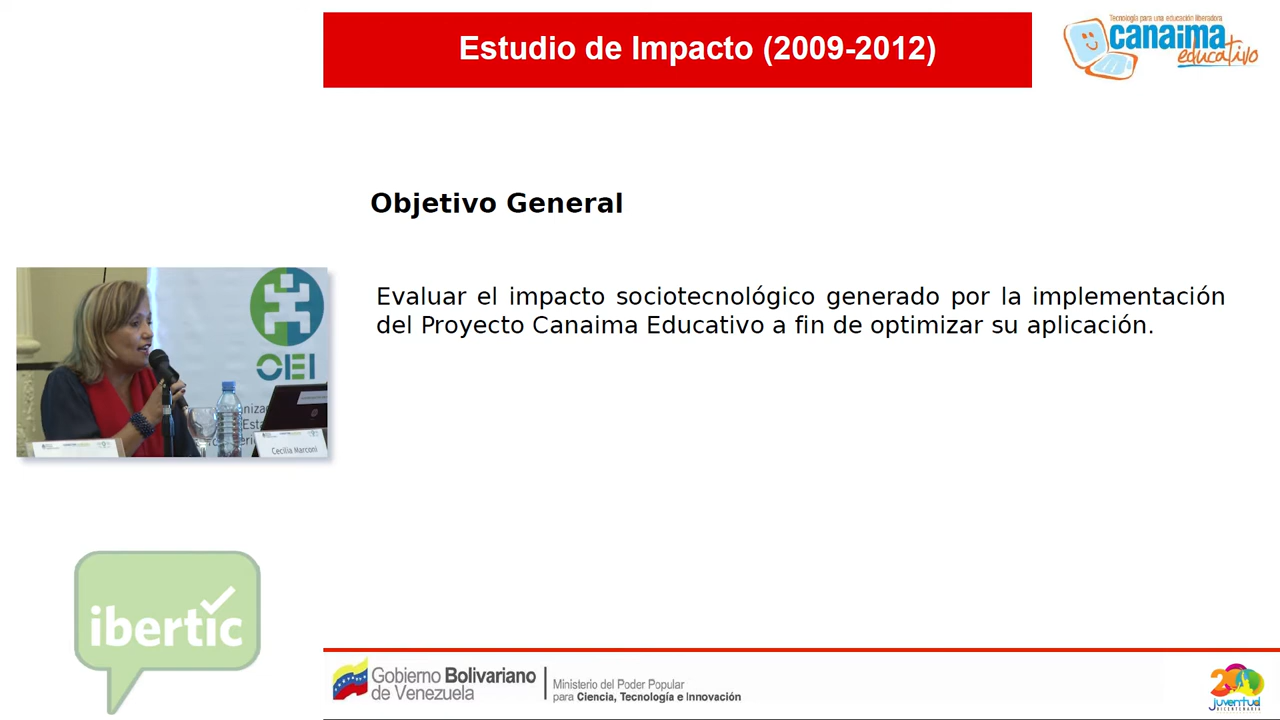 Estudio de Impacto (2009-2012)
Tecnología para una educación liberadora
canaima
educativo
Objetivo General
Evaluar el impacto sociotecnológico generado por la implementación
del Proyecto Canaima Educativo a fin de optimizar su aplicación.
OEI
Cecilia Marconi
ibertic
Gobierno Bolivariano
de Venezuela
Ministerio del Poder Popular
para Ciencia, Tecnología e Innovación
200
juventud
BICENTENARIA